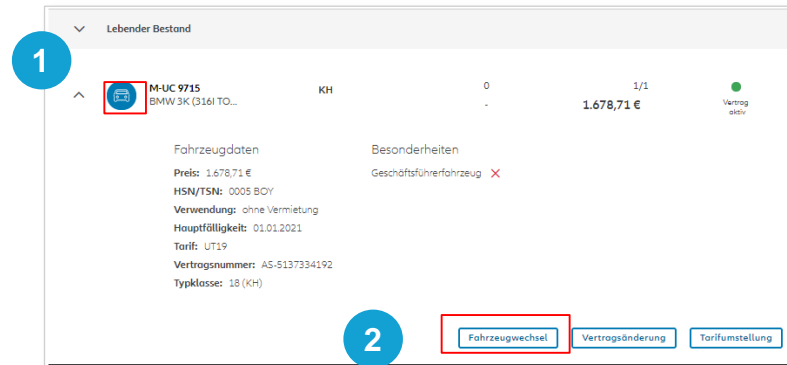 Lebender Bestand
1
M-UC 9715 KH 0 1/1
BMW 3K (316I TO... - 1.678,71 € Vertrag
aktiv
Fahrzeugdaten Besonderheiten
Preis: 1.678,71 € Geschäftsführerfahrzeug
HSN/TSN: 0005 BOY
Verwendung: ohne Vermietung
Hauptfälligkeit: 01.01.2021
Tarif: UT19
Vertragsnummer: AS-5137334192
Typklasse: 18 (KH)
2
Fahrzeugwechsel Vertragsänderung Tarifumstellung